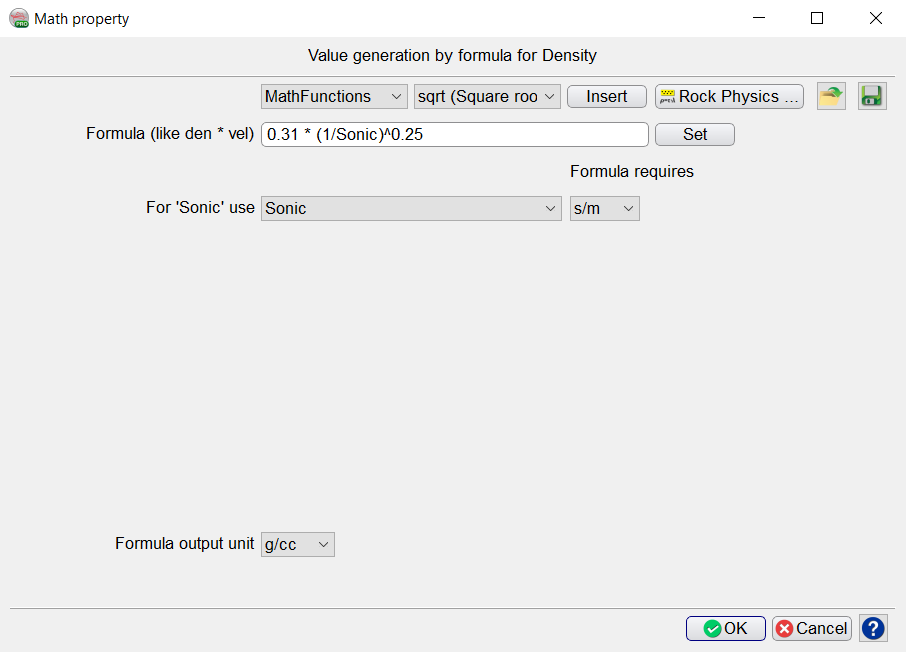 Math property
Value generation by formula for Density
MathFunctions sqrt (Square roo Insert Rock Physics ...
Formula (like den * vel) 0.31 * (1/Sonic)^0.25 Set
Formula requires
For 'Sonic' use Sonic s/m
Formula output unit g/cc
OK Cancel ?